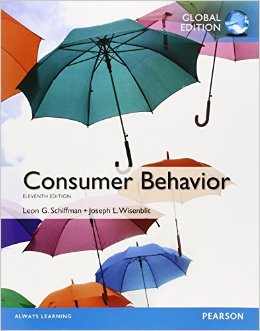 GLOBAL
EDITION
Consumer Behavior
ELEVENTH EDITION
Leon G. Schiffman • Joseph L. Wisenblit
ALWAYS LEARNING
PEARSON